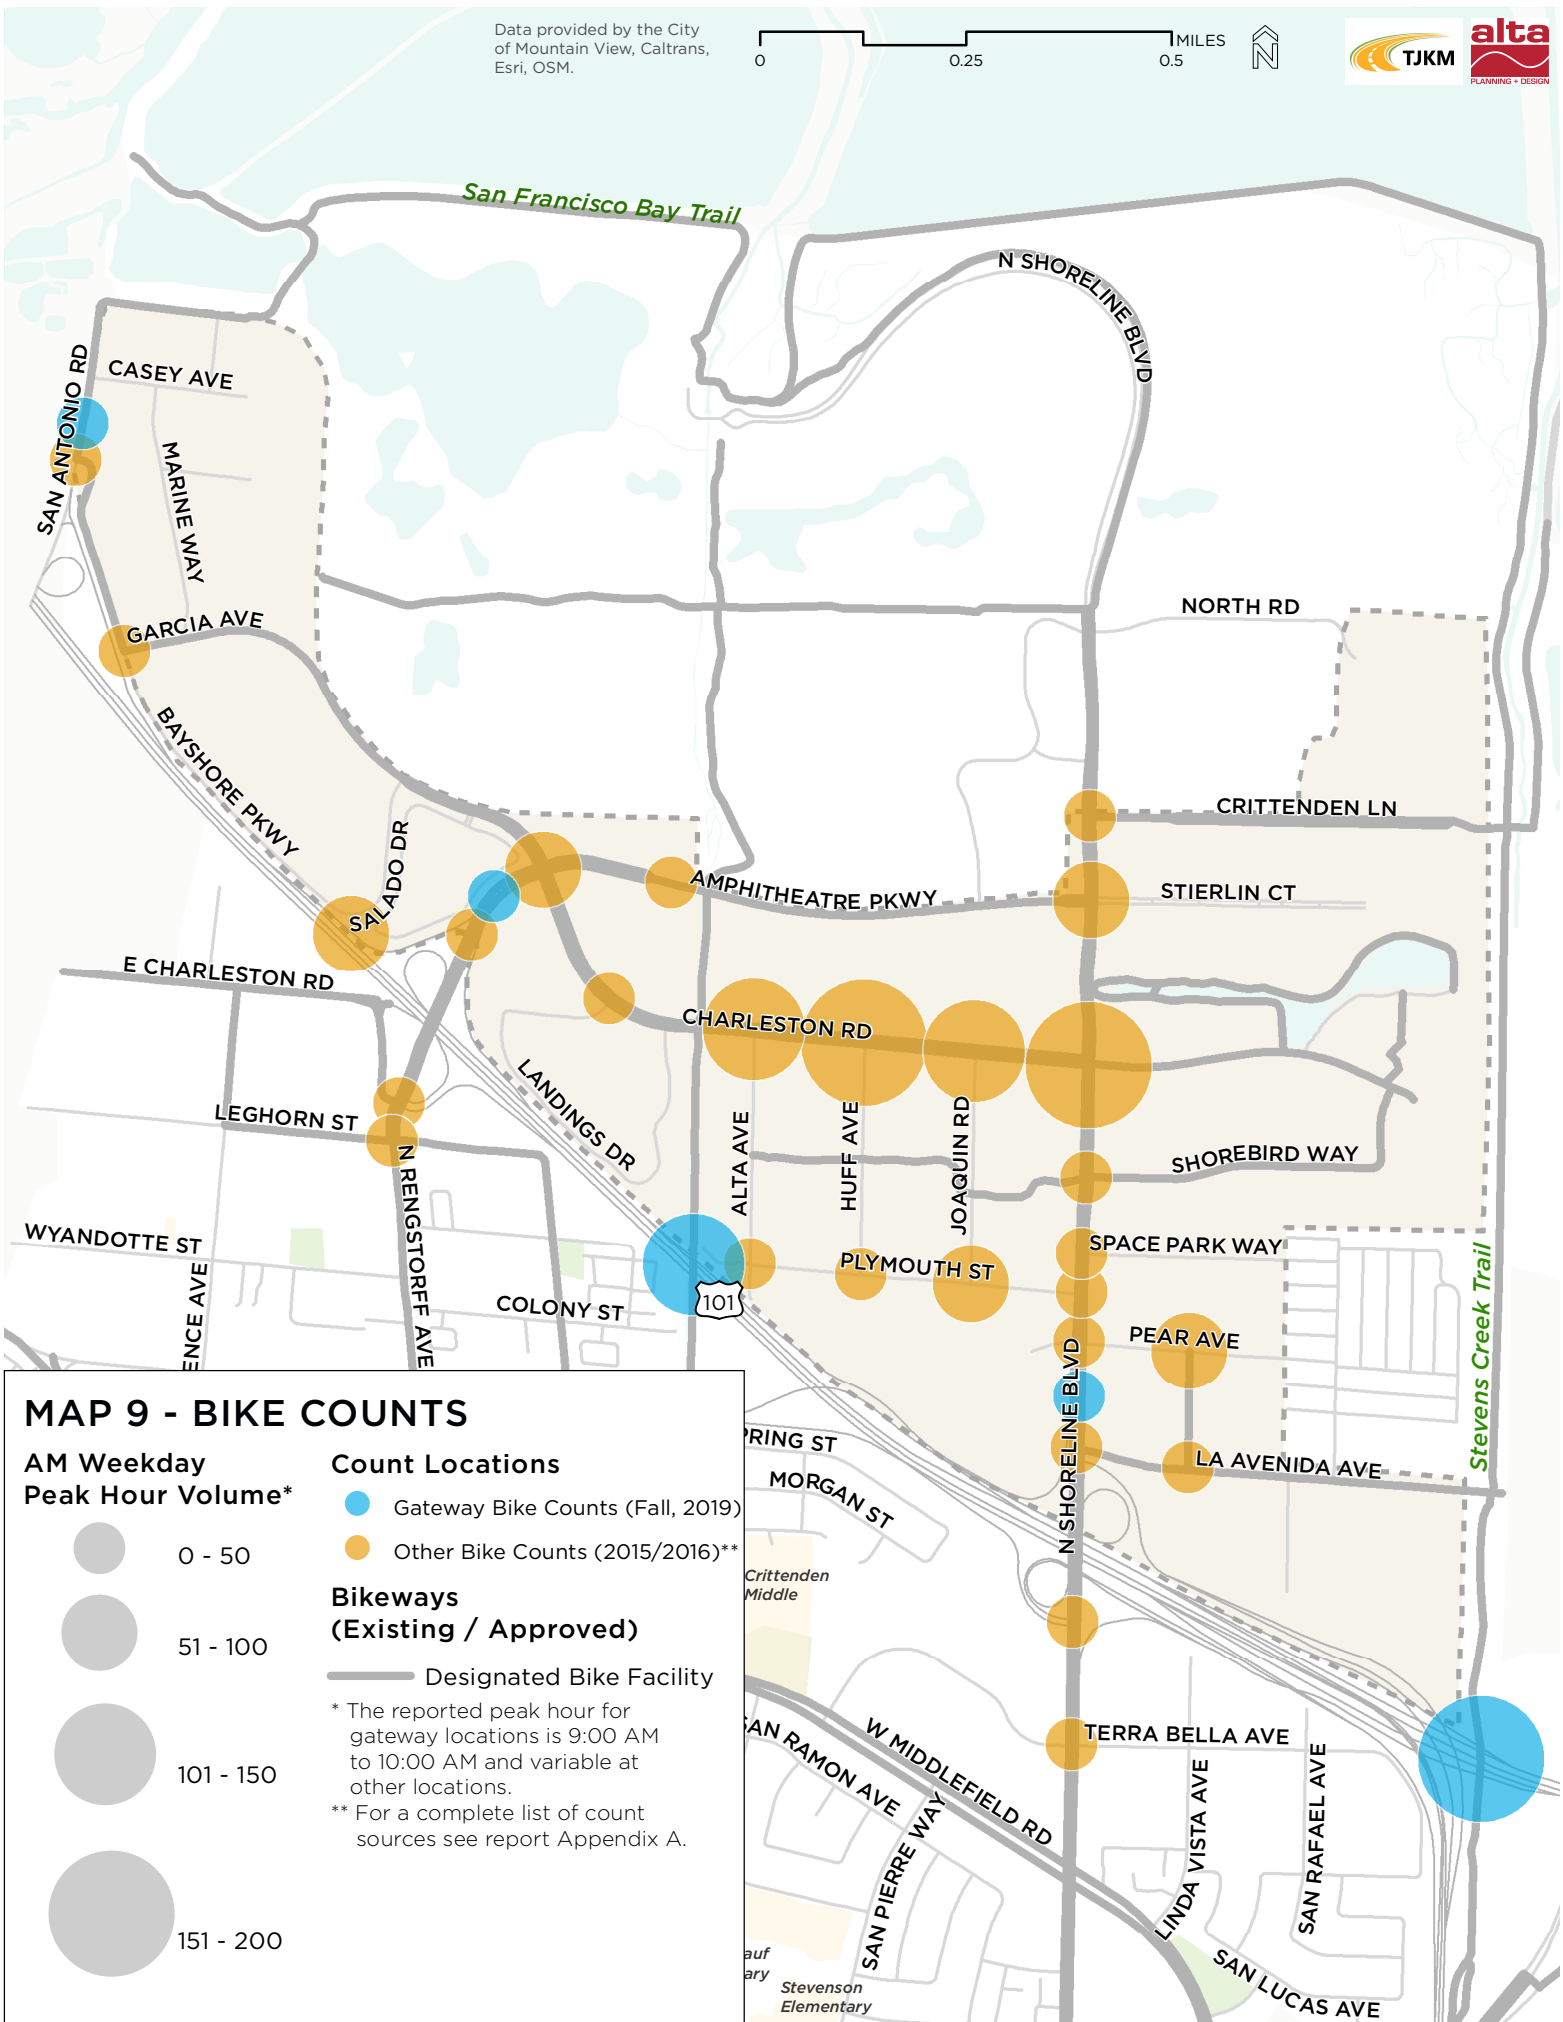 Data provided by the City
of Mountain View, Caltrans,
Esri, OSM.
0
0.25
0.5
MILES
N
TJKM
alta
PLANNING + DESIGN
San Francisco Bay Trail
N SHORELINE BLVD
SAN ANTONIO RD
CASEY AVE
MARINE WAY
GARCIA AVE
NORTH RD
BAYSHORE PKWY
SALADO DR
CRITTENDEN LN
AMPHITHEATRE PKWY
STIERLIN CT
E CHARLESTON RD
CHARLESTON RD
LANDINGS DR
LEGHORN ST
N RENGSTORFF AVE
ALTA AVE
HUFF AVE
JOAQUIN RD
SHOREBIRD WAY
WYANDOTTE ST
ENCE AVE
COLONY ST
101
PLYMOUTH ST
SPACE PARK WAY
PEAR AVE
N SHORELINE BLVD
LA AVENIDA AVE
Stevens Creek Trail
PRING ST
MORGAN ST
Crittenden
Middle
TERRA BELLA AVE
W MIDDLEFIELD RD
SAN RAMON AVE
SAN PIERRE WAY
LINDA VISTA AVE
SAN RAFAEL AVE
SAN LUCAS AVE
auf
ary
Stevenson
Elementary
MAP 9 - BIKE COUNTS
AM Weekday
Peak Hour Volume*
0 - 50
51 - 100
101 - 150
151 - 200
Count Locations
Gateway Bike Counts (Fall, 2019)
Other Bike Counts (2015/2016)**
Bikeways
(Existing / Approved)
Designated Bike Facility
* The reported peak hour for
gateway locations is 9:00 AM
to 10:00 AM and variable at
other locations.
** For a complete list of count
sources see report Appendix A.